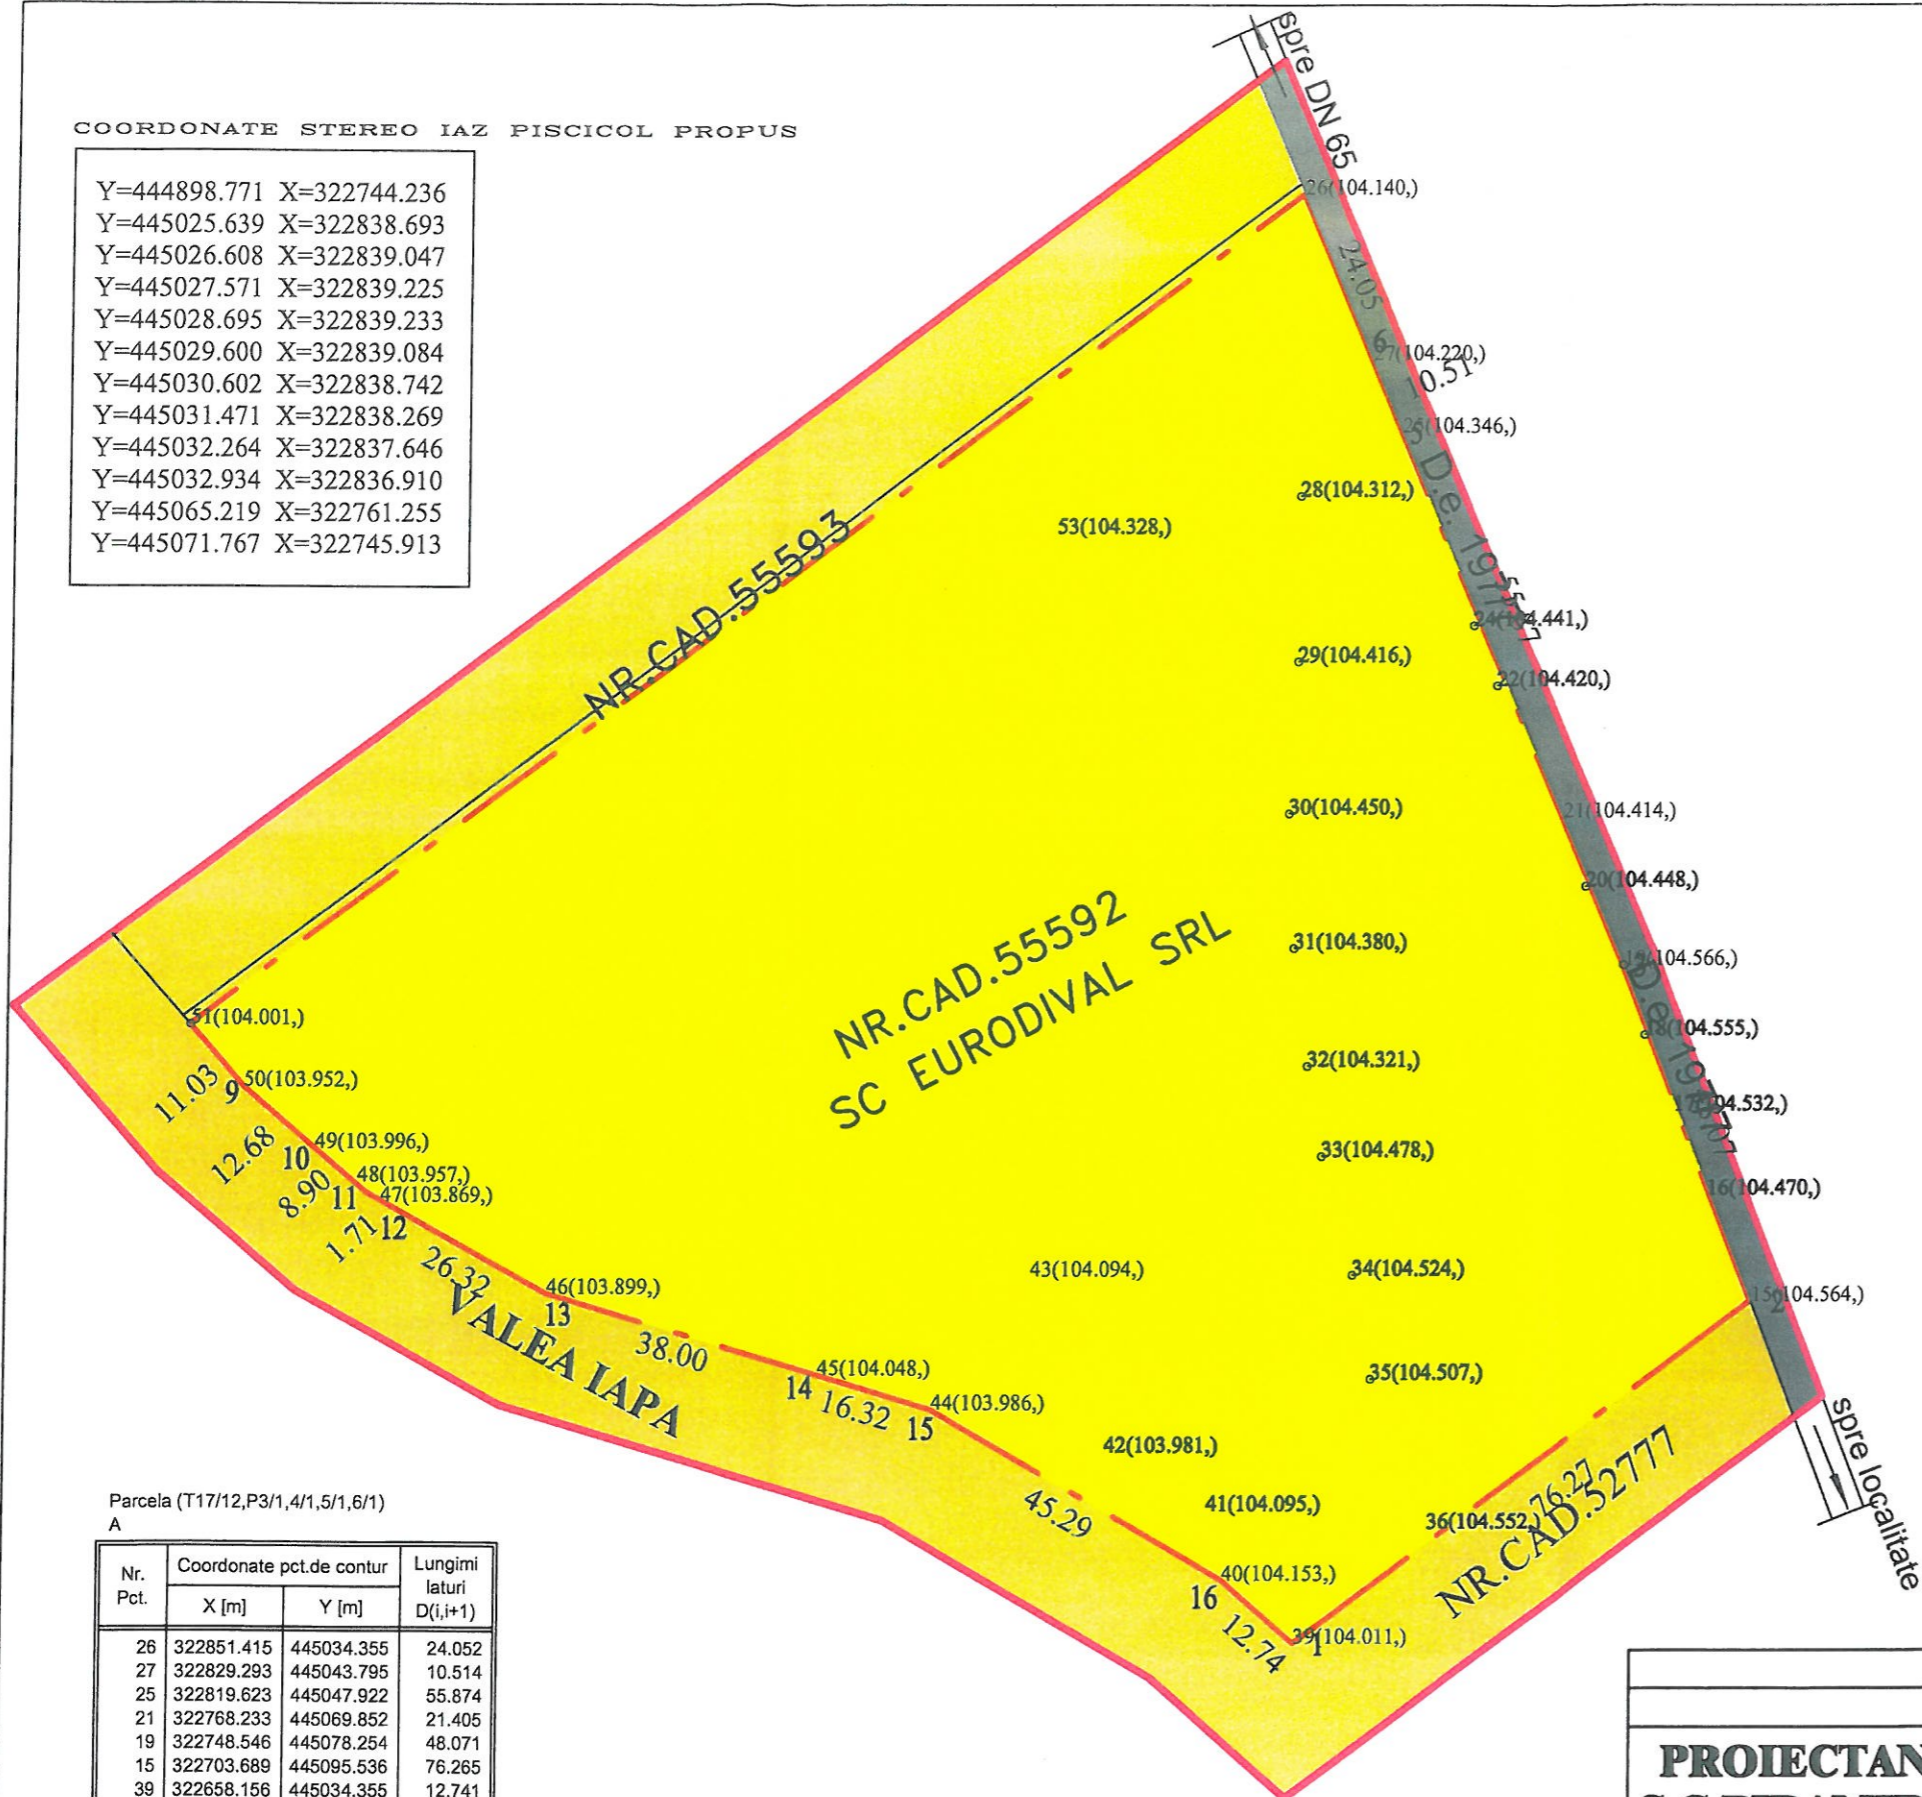 COORDONATE STEREO IAZ PISCICOL PROPUS
Y=444898.771 X=322744.236
Y=445025.639 X=322838.693
Y=445026.608 X=322839.047
Y=445027.571 X=322839.225
Y=445028.695 X=322839.233
Y=445029.600 X=322839.084
Y=445030.602 X=322838.742
Y=445031.471 X=322838.269
Y=445032.264 X=322837.646
Y=445032.934 X=322836.910
Y=445065.219 X=322761.255
Y=445071.767 X=322745.913
spre DN 65
26(104.140,)
24.05
6
27(104.220,)
10.51
25(104.346,)
5
D.e. 197
28(104.312,)
53(104.328,)
NR.CAD.55593
24(104.441,)
29(104.416,)
22(104.420,)
30(104.450,)
21(104.414,)
20(104.448,)
NR.CAD.55592
SC EURODIVAL SRL
31(104.380,)
19(104.566,)
D.e. 197
18(104.555,)
51(104.001,)
32(104.321,)
11.03
9
50(103.952,)
17(104.532,)
33(104.478,)
12.68
10
49(103.996,)
8.90
11
48(103.957,)
47(103.869,)
16(104.470,)
1.71
12
26.32
VALEA IAPA
46(103.899,)
13
43(104.094,)
34(104.524,)
15(104.564,)
2
38.00
45(104.048,)
14
16.32
35(104.507,)
44(103.986,)
15
42(103.981,)
spre localitate
45.29
41(104.095,)
36(104.552,)
76.27
NR.CAD.52777
40(104.153,)
16
12.74
39(104.011,)
1
Parcela (T17/12,P3/1,4/1,5/1,6/1)
A
Nr. Pct. Coordonate pct.de contur Lungimi laturi D(i,i+1)
X [m] Y [m]
26 322851.415 445034.355 24.052
27 322829.293 445043.795 10.514
25 322819.623 445047.922 55.874
21 322768.233 445069.852 21.405
19 322748.546 445078.254 48.071
15 322703.689 445095.536 76.265
39 322658.156 445034.355 12.741
PROIECTAN